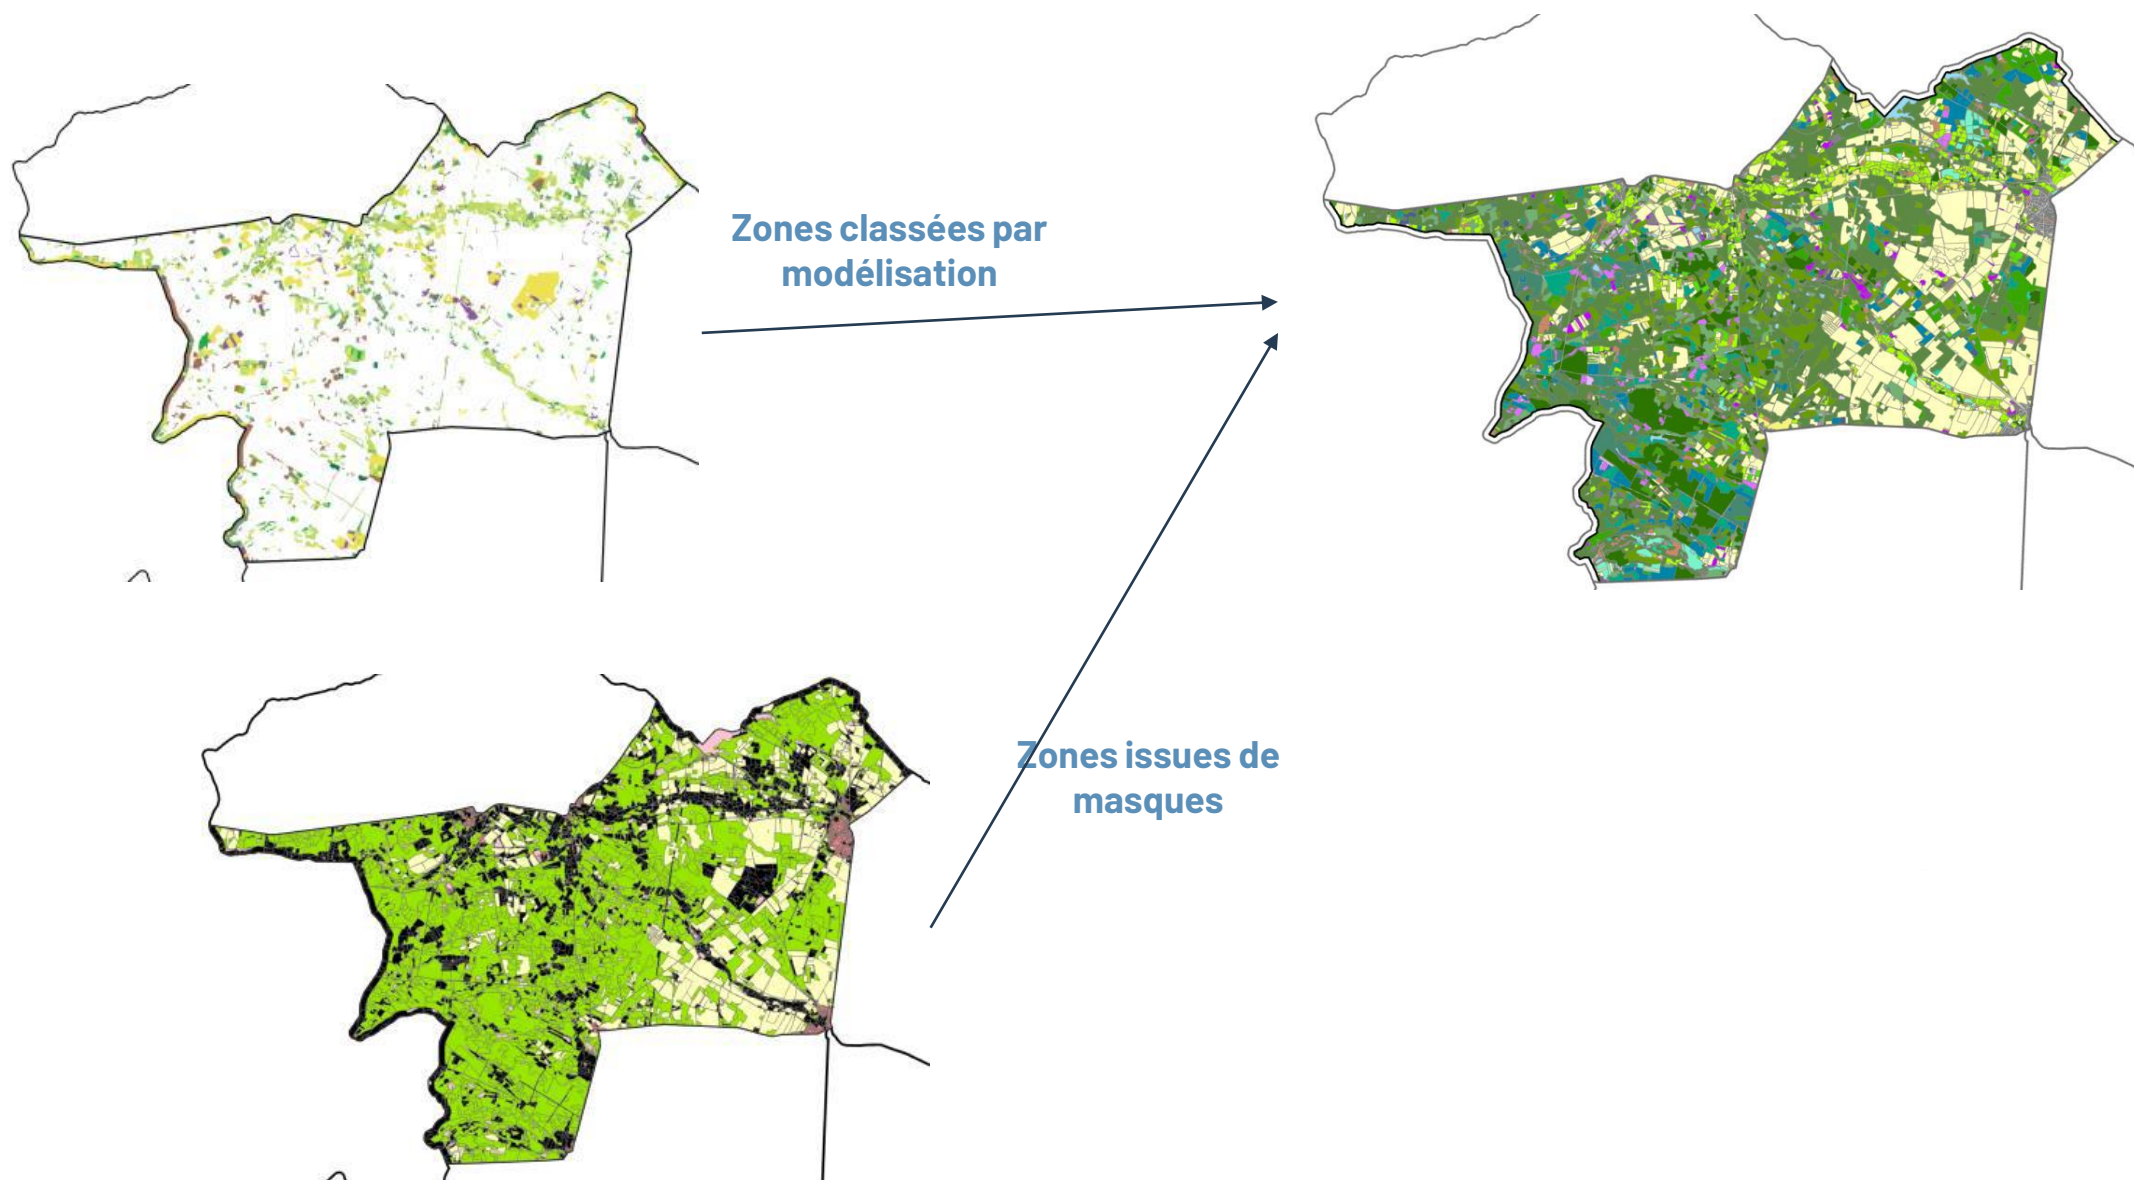 Zones classées par
modélisation
Zones issues de
masques